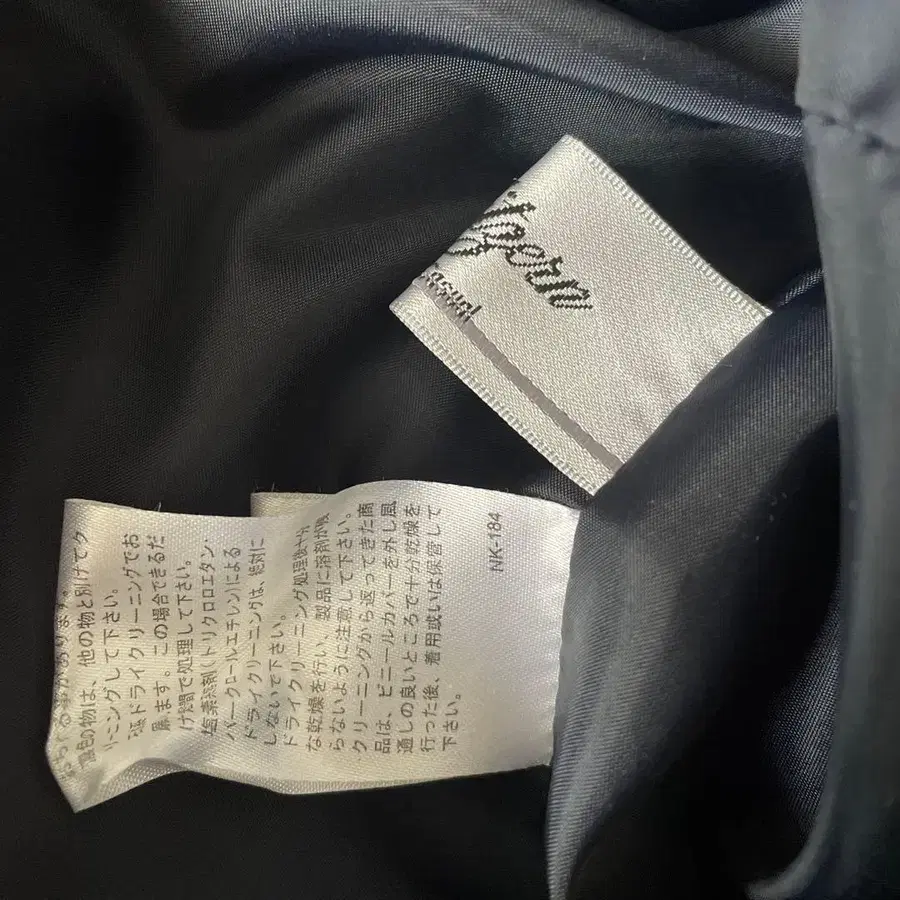 casual
NK-184
濃色の物は、他の物と別けてク
リーニングして下さい。
ドライクリーニングでお
願い
ます。この場合できるだ
け短時間で処理して下さい。
塩素系溶剤(トリクロロエタン・
パークロールエチレン)による
ドライクリーニングは、絶対に
しないで下さい。
ドライクリーニング処理後十分
な乾燥を行い、製品に溶剤が残
らないように注意して下さい。
クリーニングから返ってきた商
品は、ビニールカバーを外し風
通しの良いところで十分乾燥を
行った後、着用或いは保管して
下さい。